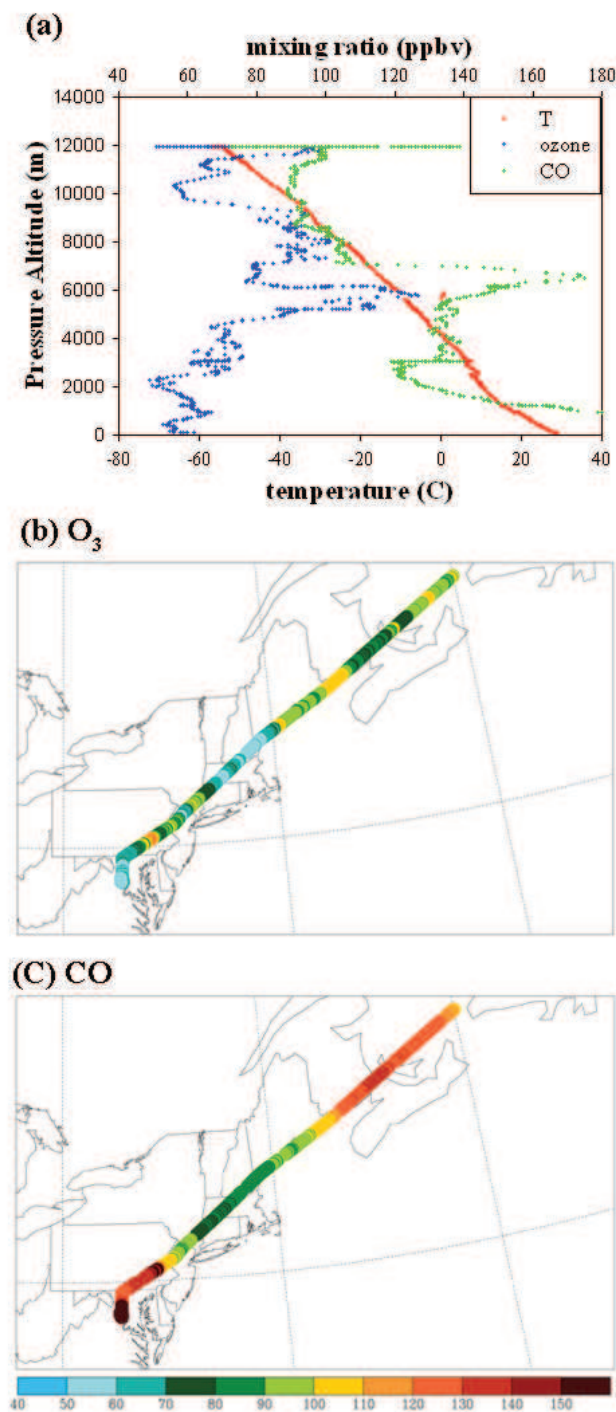 (a)
mixing ratio (ppbv)
40 60 80 100 120 140 160 180
14000
12000
10000
8000
6000
4000
2000
0
Pressure Altitude (m)
T
ozone
CO
-80 -60 -40 -20 0 20 40
temperature (C)
(b) O₃
(C) CO
40 50 60 70 80 90 100 110 120 130 140 150